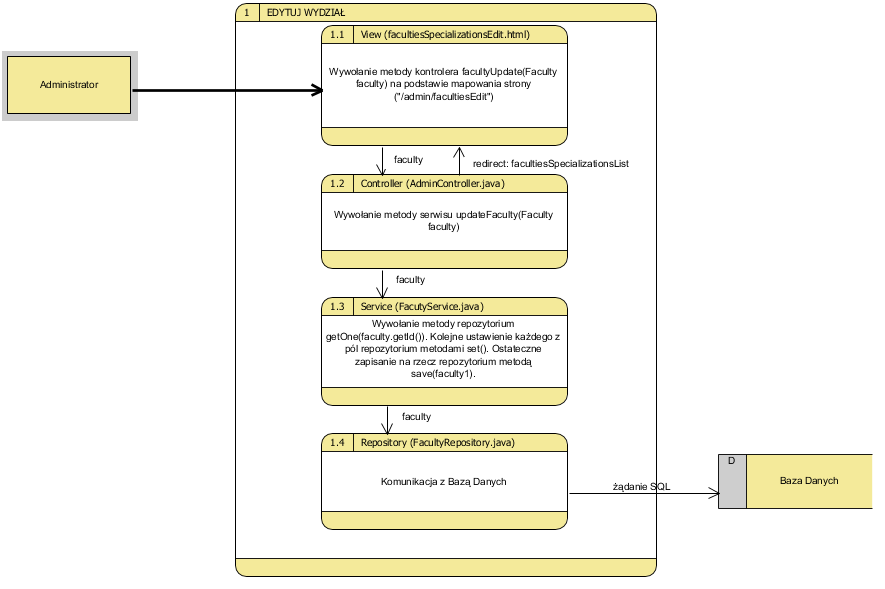 1 EDYTUJ WYDZIAŁ
1.1 View (facultiesSpecializationsEdit.html)
Administrator
Wywołanie metody kontrolera facultyUpdate(Faculty
faculty) na podstawie mapowania strony
("/admin/facultiesEdit")
faculty
redirect: facultiesSpecializationsList
1.2 Controller (AdminController.java)
Wywołanie metody serwisu updateFaculty(Faculty
faculty)
faculty
1.3 Service (FacutyService.java)
Wywołanie metody repozytorium
getOne(faculty.getId()). Kolejne ustawienie każdego z
pól repozytorium metodami set(). Ostateczne
zapisanie na rzecz repozytorium metodą
save(faculty1).
faculty
1.4 Repository (FacultyRepository.java)
Komunikacja z Bazą Danych
żądanie SQL
D
Baza Danych